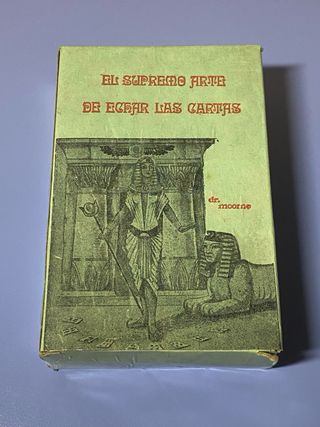 EL SUPREMO ARTE
DE ECHAR LAS CARTAS
dr.
moorne